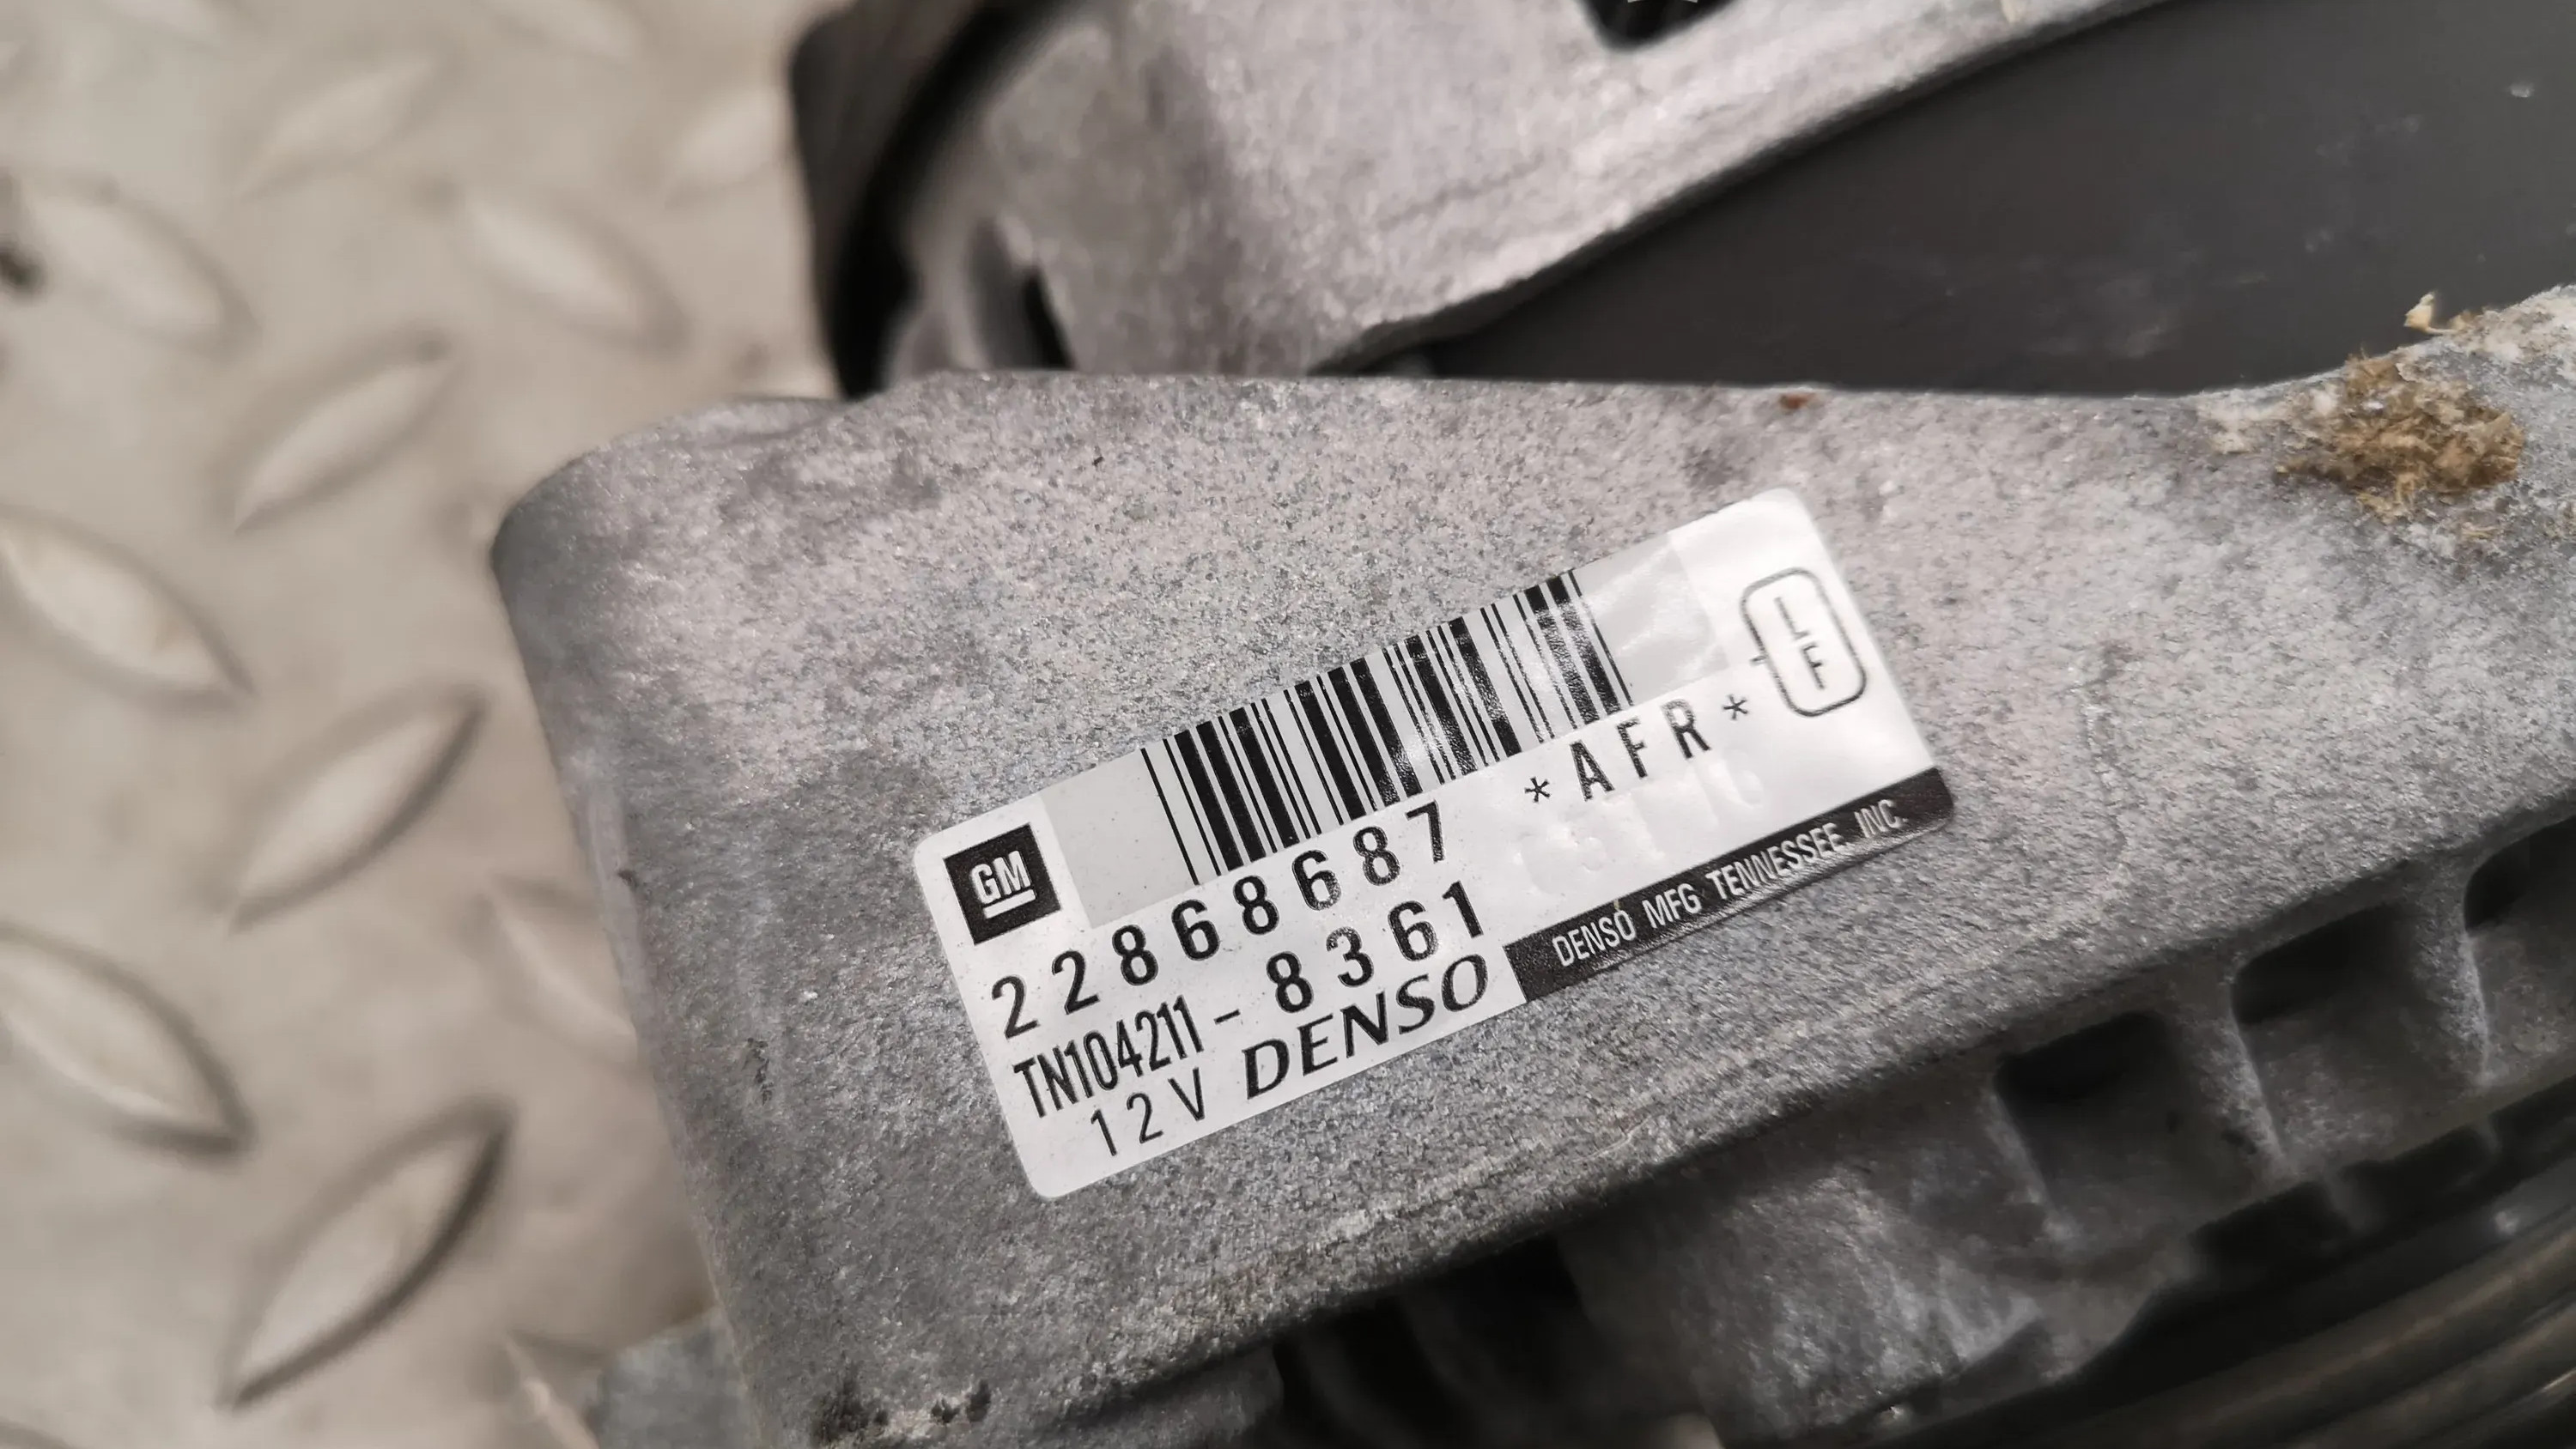 GM
22868687 *AFR*
LF
TN104211-8361
12V DENSO
DENSO MFG TENNESSEE, INC.